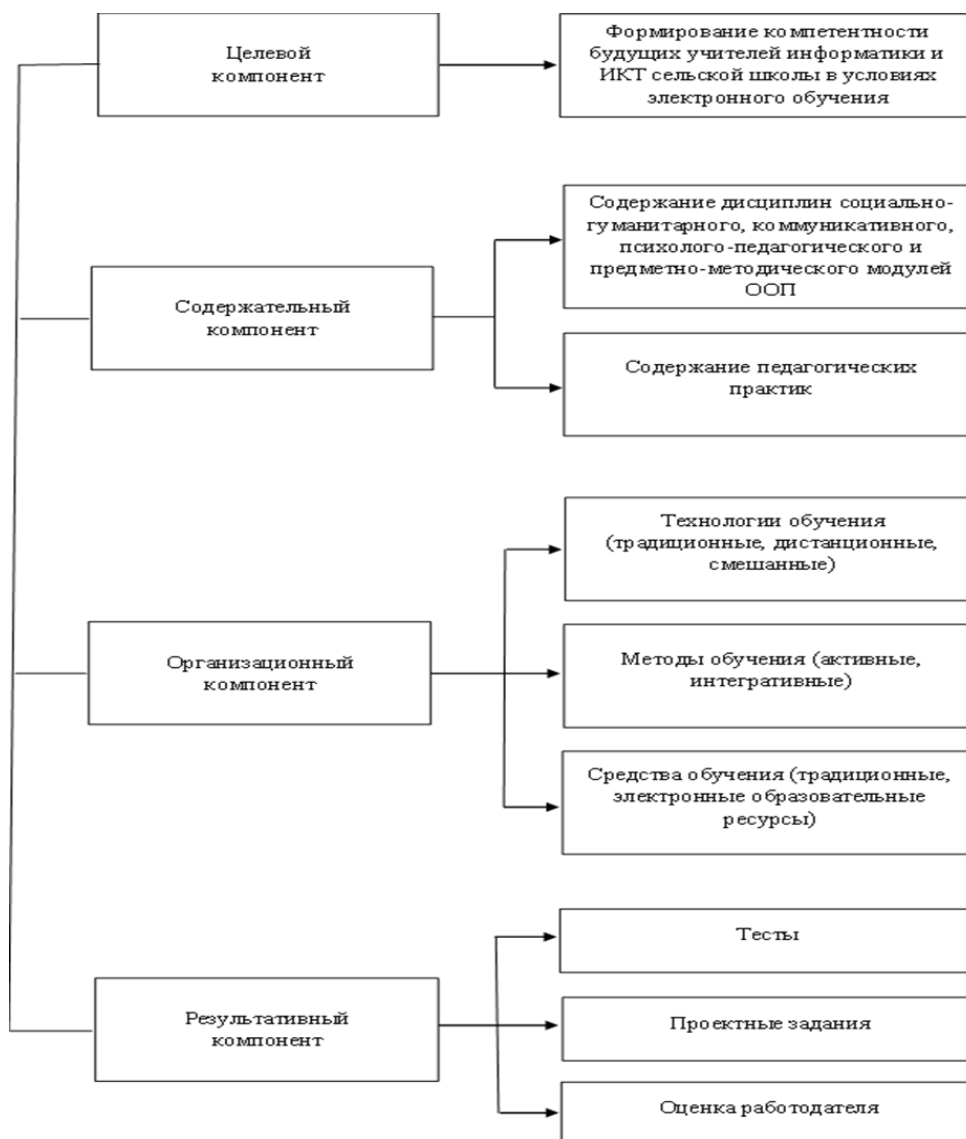 Целевой
компонент
Формирование компетентности
будущих учителей информатики и
ИКТ сельской школы в условиях
электронного обучения
Содержательный
компонент
Содержание дисциплин социально-
гуманитарного, коммуникативного,
психолого-педагогического и
предметно-методического модулей
ООП
Содержание педагогических
практик
Организационный
компонент
Технологии обучения
(традиционные, дистанционные,
смешанные)
Методы обучения (активные,
интегративные)
Средства обучения (традиционные,
электронные образовательные
ресурсы)
Результативный
компонент
Тесты
Проектные задания
Оценка работодателя